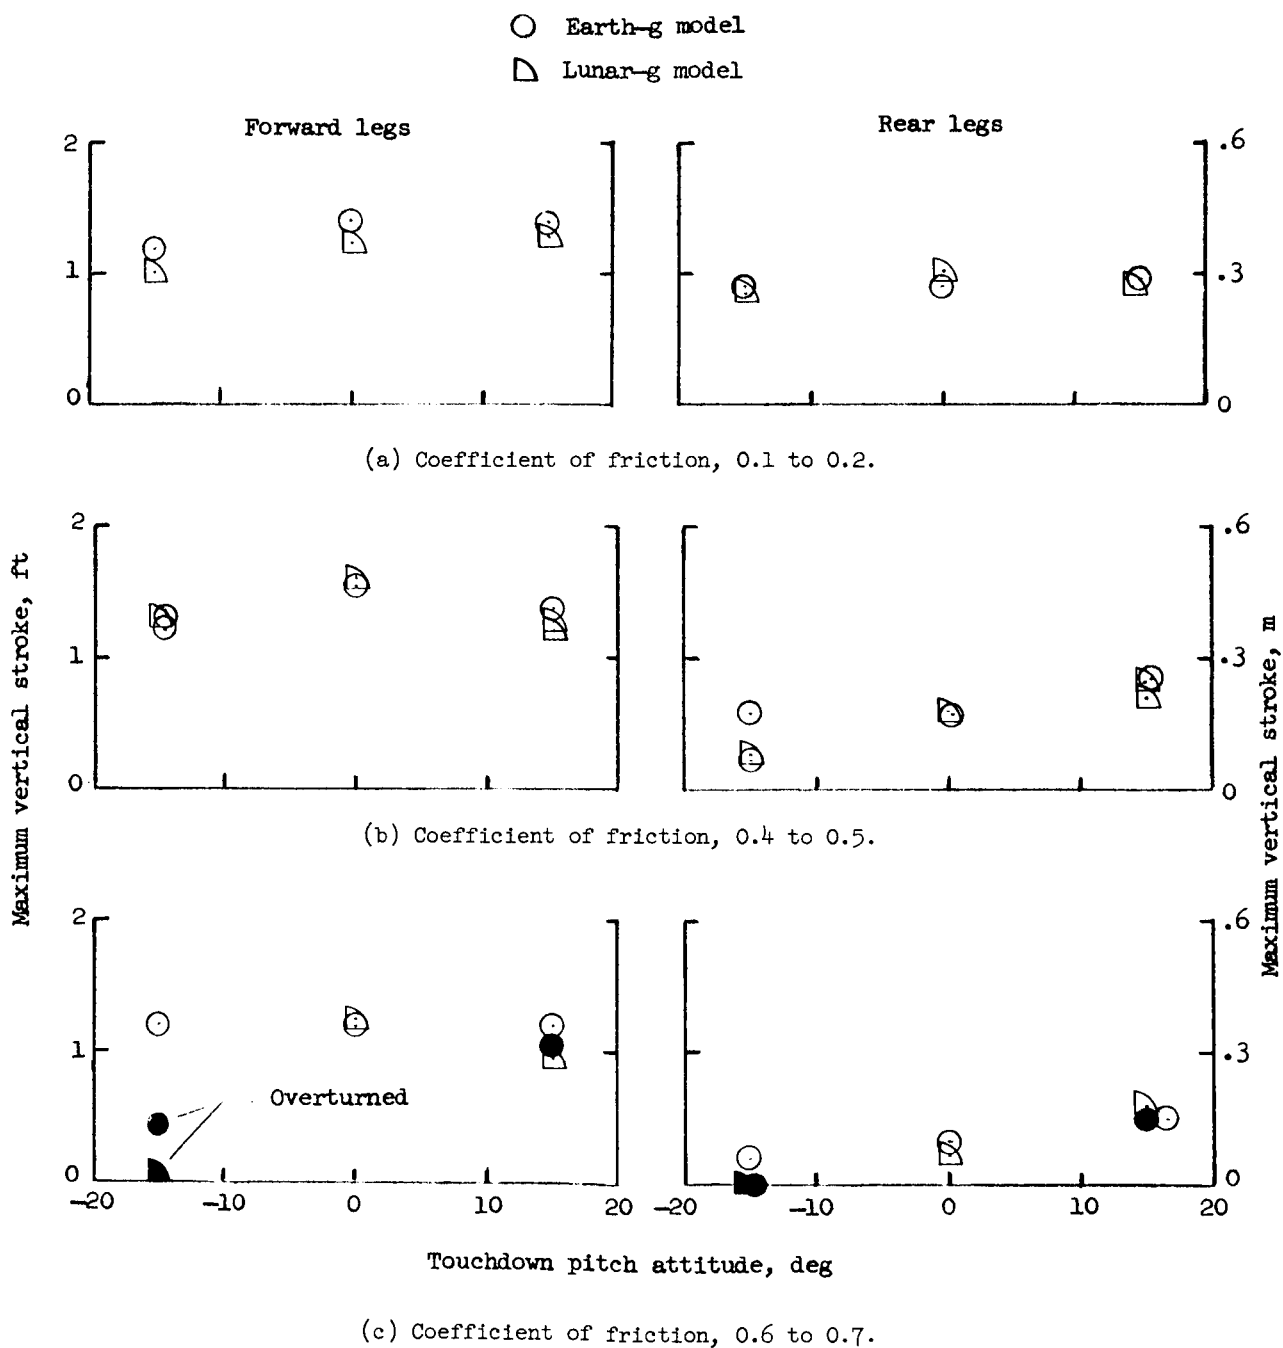 Earth-g model
Lunar-g model
Forward legs
Rear legs
2
1
0
.6
.3
0
(a) Coefficient of friction, 0.1 to 0.2.
2
1
0
.6
.3
0
(b) Coefficient of friction, 0.4 to 0.5.
Maximum vertical stroke, ft
Maximum vertical stroke, m
2
1
0
.6
.3
0
Overturned
-20 -10 0 10 20 -20 -10 0 10 20
Touchdown pitch attitude, deg
(c) Coefficient of friction, 0.6 to 0.7.